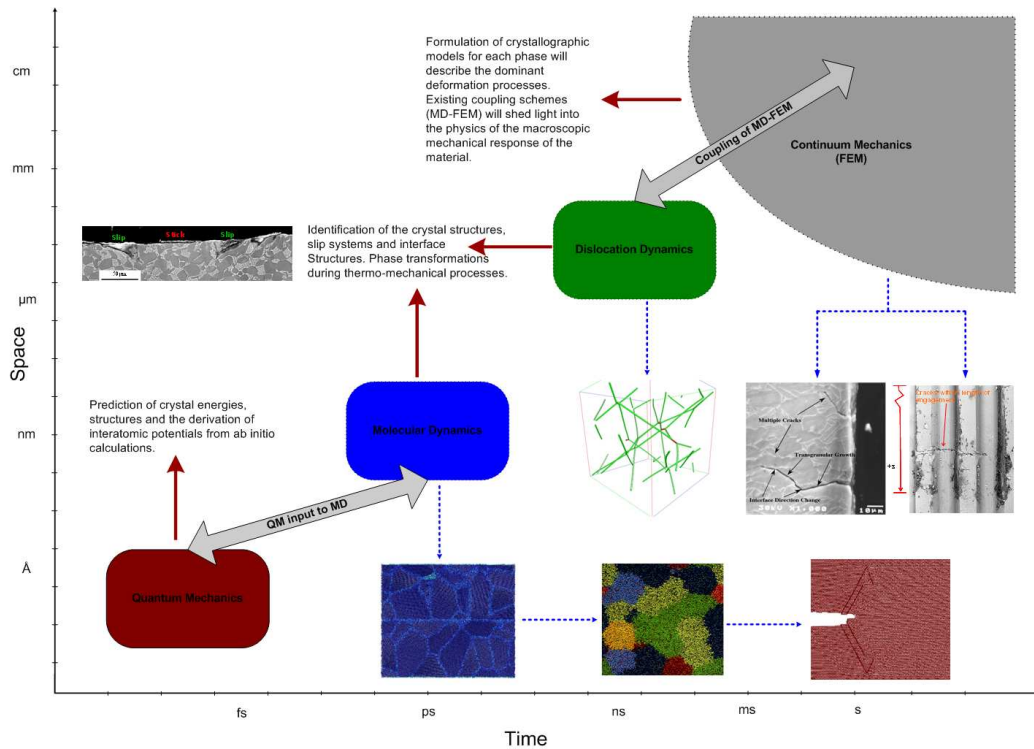 Formulation of crystallographic
models for each phase will
describe the dominant
deformation processes.
Existing coupling schemes
(MD-FEM) will shed light into
the physics of the macroscopic
mechanical response of the
material.
cm
Coupling of MD-FEM
Continuum Mechanics
(FEM)
mm
Slip
Stick
Slip
Identification of the crystal structures,
slip systems and interface
Structures. Phase transformations
during thermo-mechanical processes.
Dislocation Dynamics
µm
Space
Prediction of crystal energies,
structures and the derivation of
interatomic potentials from ab initio
calculations.
nm
Molecular Dynamics
Multiple Cracks
Transgranular Growth
Interface Direction Change
10µm
+z
QM input to MD
Å
Quantum Mechanics
fs
ps
ns
ms
s
Time